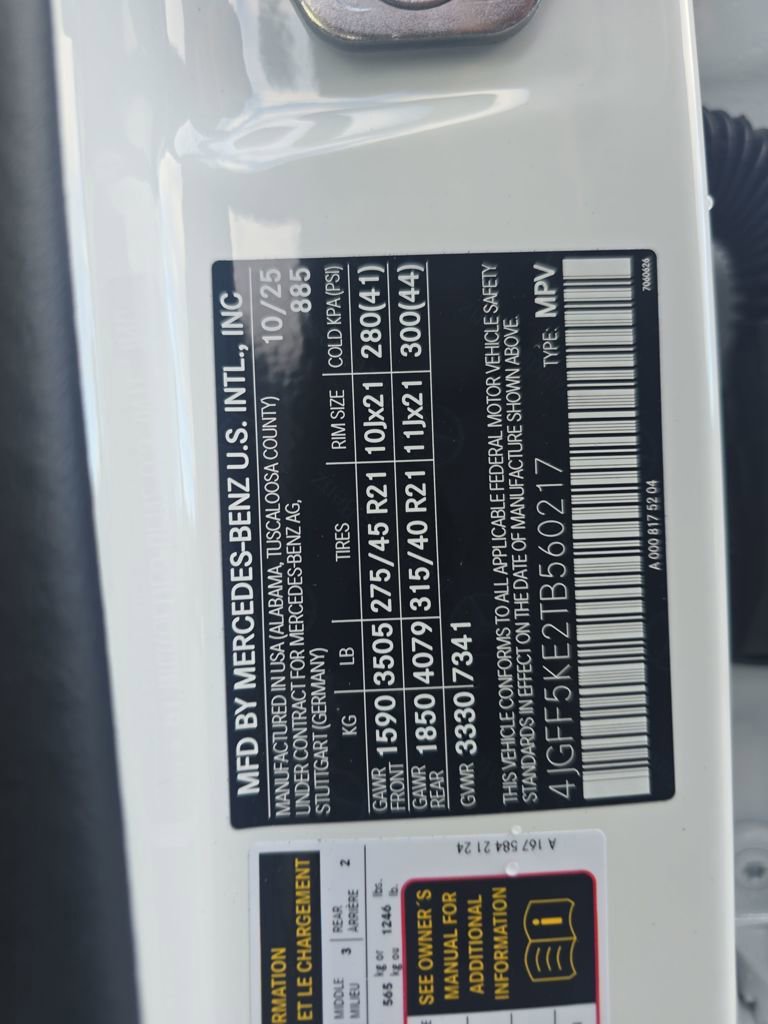 MFD BY MERCEDES-BENZ U.S. INTL., INC
MANUFACTURED IN USA (ALABAMA, TUSCALOOSA COUNTY) 10/25
UNDER CONTRACT FOR MERCEDES-BENZ AG, 885
STUTTGART (GERMANY)
KG LB TIRES RIM SIZE COLD KPA (PSI)
GAWR FRONT 1590 3505 275/45 R21 10Jx21 280(41)
GAWR REAR 1850 4079 315/40 R21 11Jx21 300(44)
GVWR 3330 7341
THIS VEHICLE CONFORMS TO ALL APPLICABLE FEDERAL MOTOR VEHICLE SAFETY
STANDARDS IN EFFECT ON THE DATE OF MANUFACTURE SHOWN ABOVE.
4JGFF5KE2TB560217 TYPE: MPV
A 000 817 52 04
7060626
RMATION
ET LE CHARGEMENT
MIDDLE 3 REAR 2
MILIEU ARRIÈRE
565 kg or 1246 lbs.
kg ou lb.
SEE OWNER'S
MANUAL FOR
ADDITIONAL
INFORMATION
A 167 584 21 24